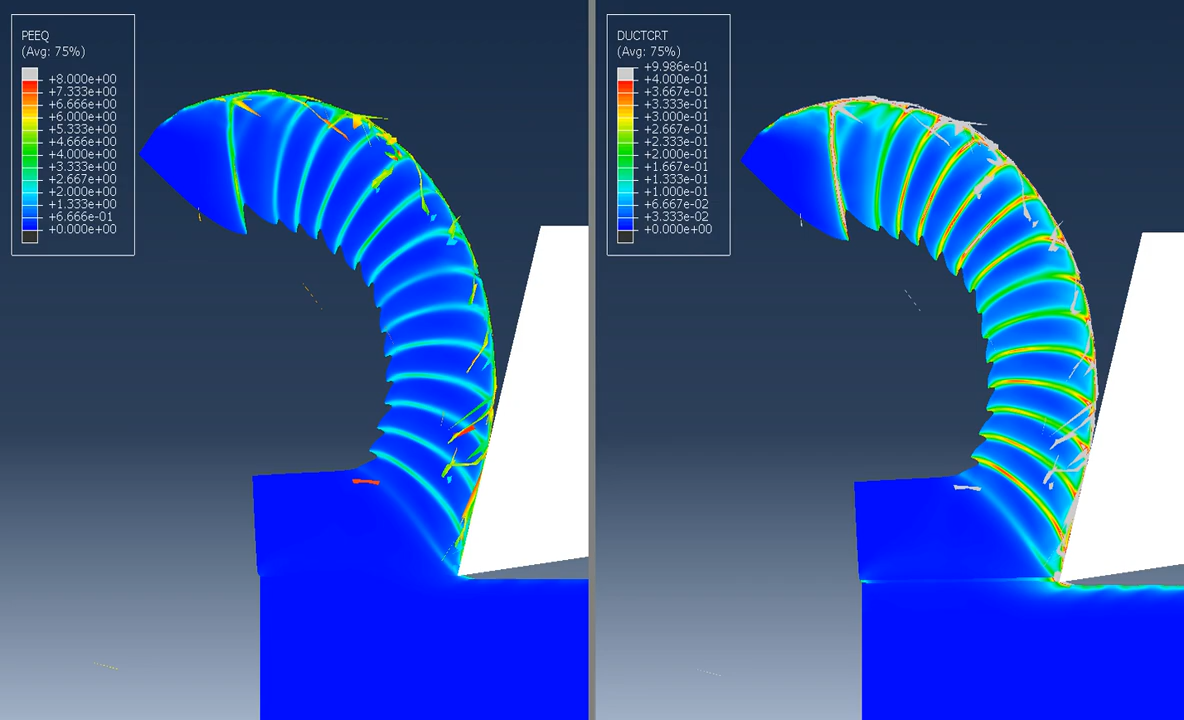 PEEQ
(Avg: 75%)
+8.000e+00
+7.333e+00
+6.666e+00
+6.000e+00
+5.333e+00
+4.666e+00
+4.000e+00
+3.333e+00
+2.667e+00
+2.000e+00
+1.333e+00
+6.666e-01
+0.000e+00
DUCTCRT
(Avg: 75%)
+9.986e-01
+4.000e-01
+3.667e-01
+3.333e-01
+3.000e-01
+2.667e-01
+2.333e-01
+2.000e-01
+1.667e-01
+1.333e-01
+1.000e-01
+6.667e-02
+3.333e-02
+0.000e+00